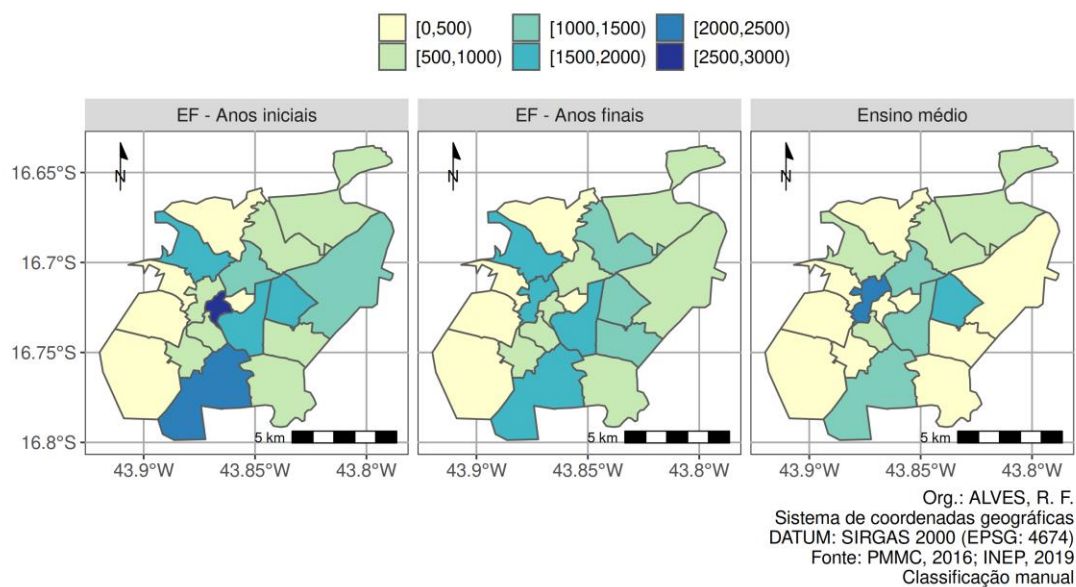 [0,500) [1000,1500) [2000,2500)
[500,1000) [1500,2000) [2500,3000)
EF - Anos iniciais EF - Anos finais Ensino médio
N N N
16.65°S
16.7°S
16.75°S
16.8°S
5 km 5 km 5 km
43.9°W 43.85°W 43.8°W 43.9°W 43.85°W 43.8°W 43.9°W 43.85°W 43.8°W
Org.: ALVES, R. F.
Sistema de coordenadas geográficas
DATUM: SIRGAS 2000 (EPSG: 4674)
Fonte: PMMC, 2016; INEP, 2019
Classificação manual